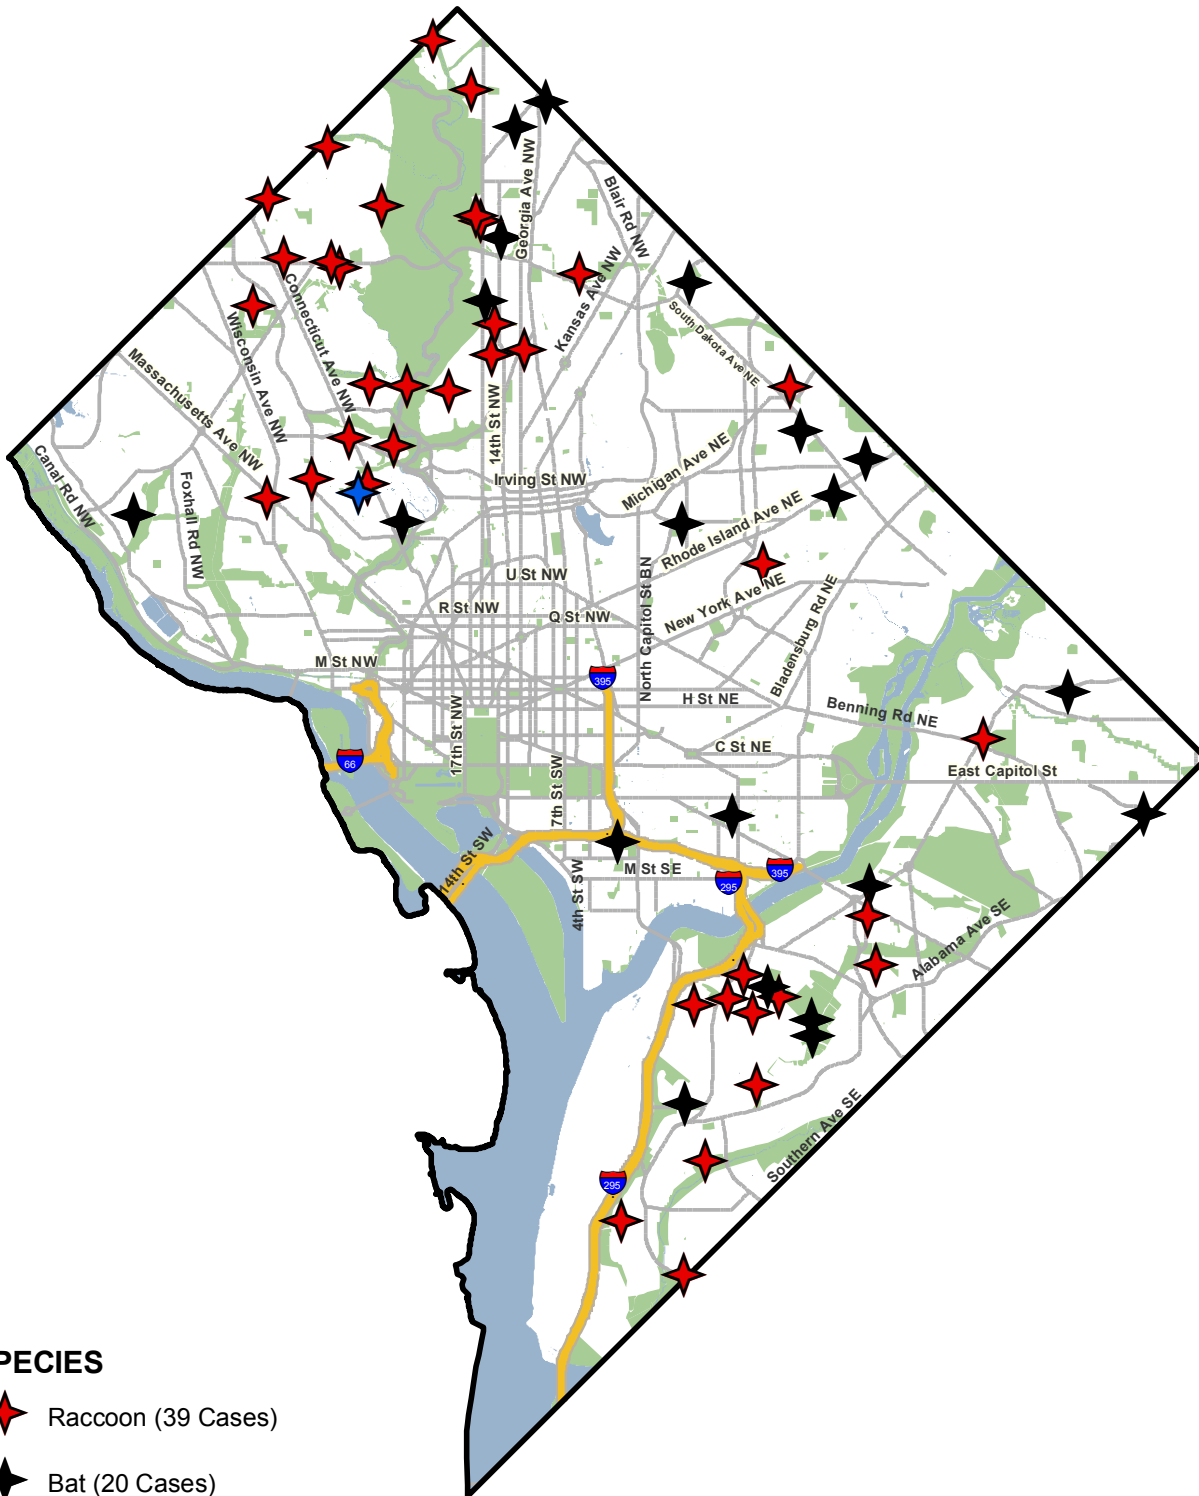 Georgia Ave NW
Blair Rd NW
Kansas Ave NW
South Dakota Ave NE
Connecticut Ave NW
Wisconsin Ave NW
Massachusetts Ave NW
14th St NW
Canal Rd NW
Foxhall Rd NW
Irving St NW
Michigan Ave NE
Rhode Island Ave NE
U St NW
R St NW
Q St NW
North Capitol St BN
New York Ave NE
Bladensburg Rd NE
M St NW
395
H St NE
Benning Rd NE
17th St NW
C St NE
66
7th St SW
East Capitol St
14th St SW
4th St SW
M St SE
395
295
Alabama Ave SE
Southern Ave SE
295
PECIES
Raccoon (39 Cases)
Bat (20 Cases)